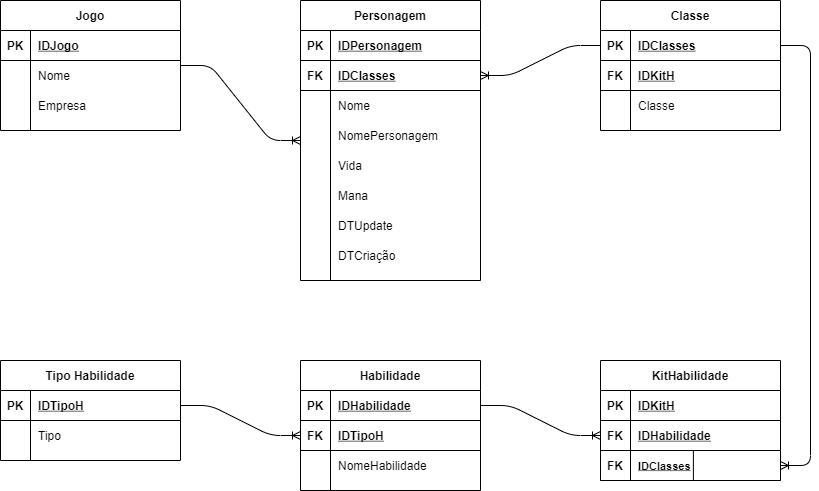 Jogo
PK IDJogo
Nome
Empresa
Personagem
PK IDPersonagem
FK IDClasses
Nome
NomePersonagem
Vida
Mana
DTUpdate
DTCriação
Classe
PK IDClasses
FK IDKitH
Classe
Tipo Habilidade
PK IDTipoH
Tipo
Habilidade
PK IDHabilidade
FK IDTipoH
NomeHabilidade
KitHabilidade
PK IDKitH
FK IDHabilidade
FK IDClasses